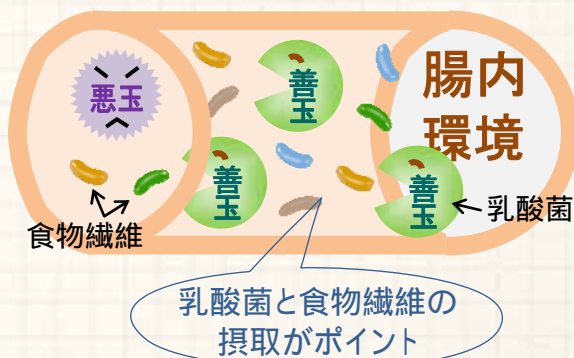 腸内
環境
悪玉
善玉
善玉
善玉
乳酸菌
食物繊維
乳酸菌と食物繊維の
摂取がポイント